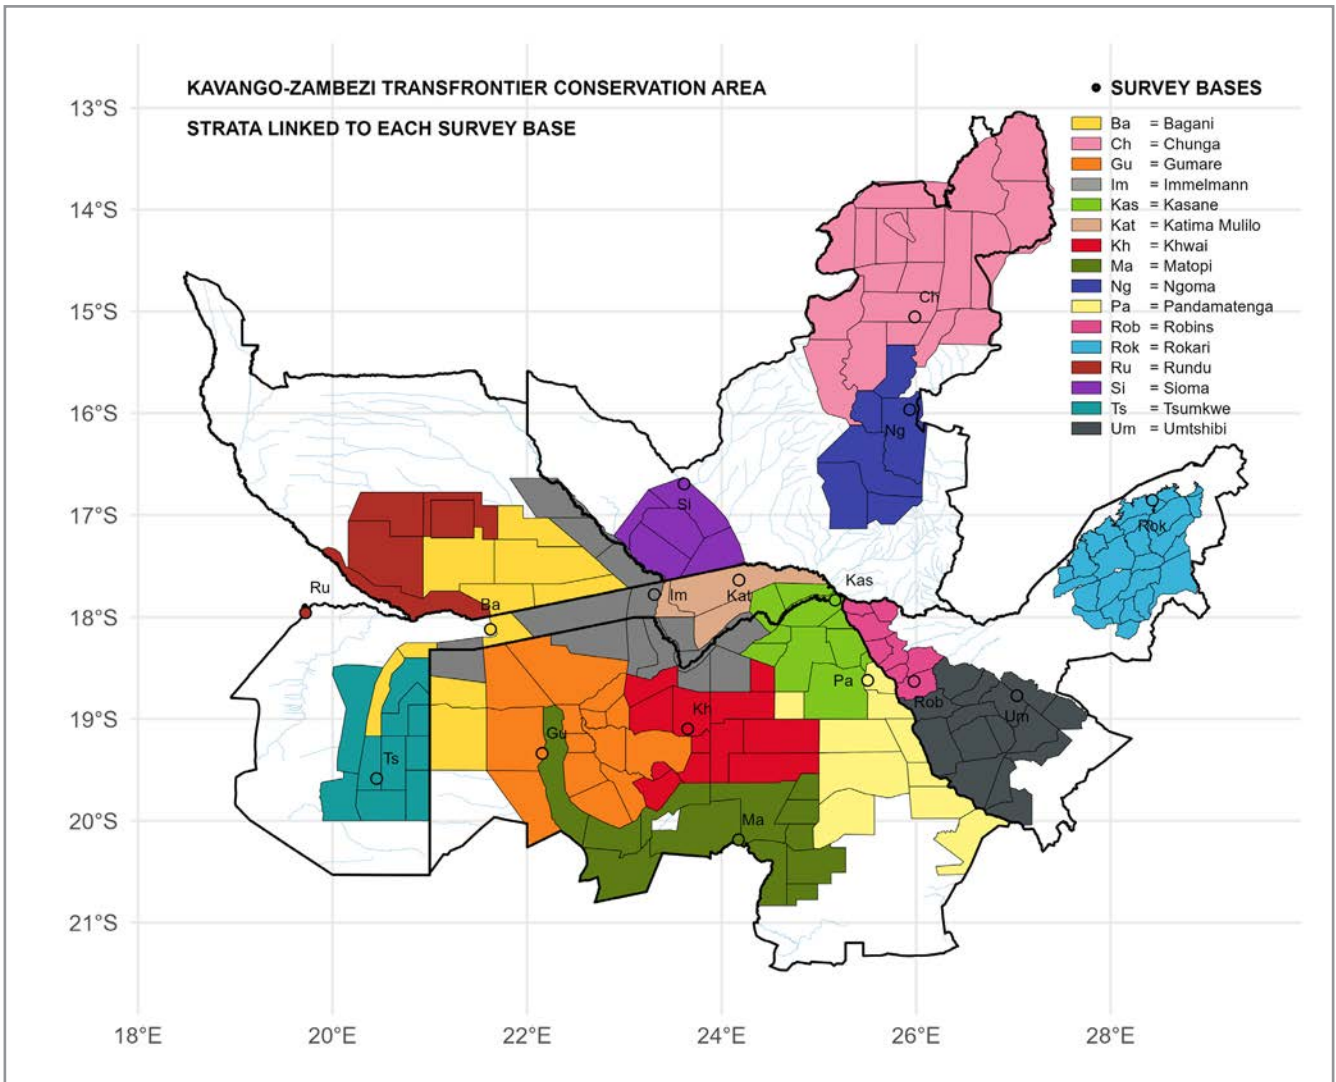 KAVANGO-ZAMBEZI TRANSFRONTIER CONSERVATION AREA
STRATA LINKED TO EACH SURVEY BASE
SURVEY BASES
Ba = Bagani
Ch = Chunga
Gu = Gumare
Im = Immelmann
Kas = Kasane
Kat = Katima Mulilo
Kh = Khwai
Ma = Matopi
Ng = Ngoma
Pa = Pandamatenga
Rob = Robins
Rok = Rokari
Ru = Rundu
Si = Sioma
Ts = Tsumkwe
Um = Umtshibi
13°S
14°S
15°S
16°S
17°S
18°S
19°S
20°S
21°S
Ch
Ng
Si
Rok
Ru
Ba
Im
Kat
Kas
Pa
Rob
Um
Kh
Gu
Ts
Ma
18°E
20°E
22°E
24°E
26°E
28°E